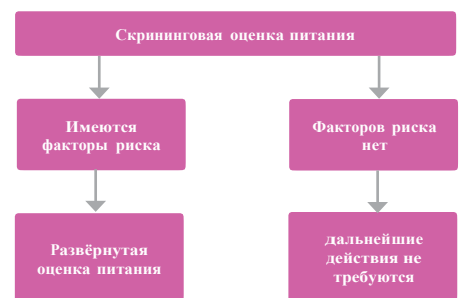 Скрининговая оценка питания
Имеются
факторы риска
Факторов риска
нет
Развёрнутая
оценка питания
дальнейшие
действия не
требуются